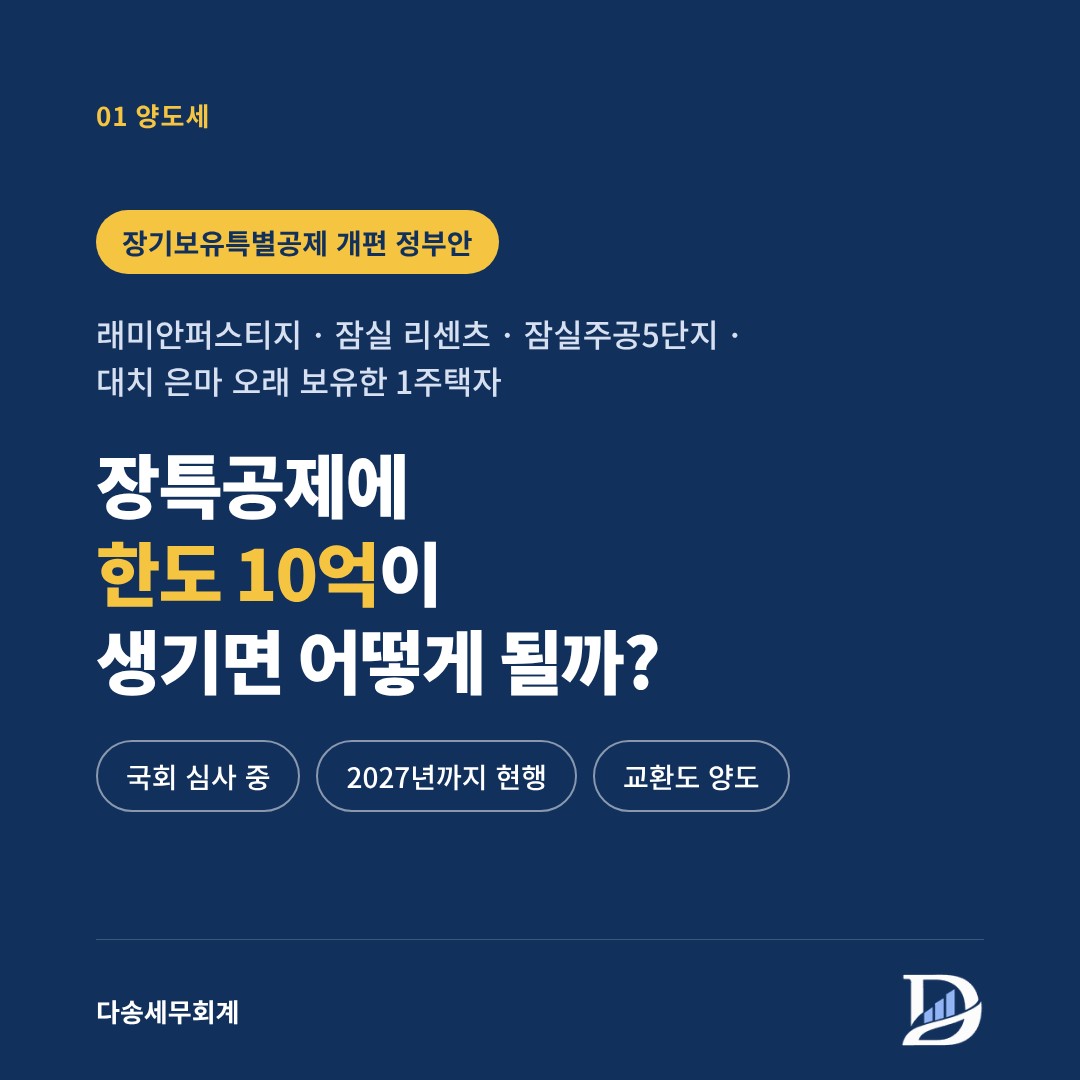 01 양도세
장기보유특별공제 개편 정부안
래미안퍼스티지 · 잠실 리센츠 · 잠실주공5단지 ·
대치 은마 오래 보유한 1주택자
장특공제에
한도 10억이
생기면 어떻게 될까?
국회 심사 중
2027년까지 현행
교환도 양도
다송세무회계
D